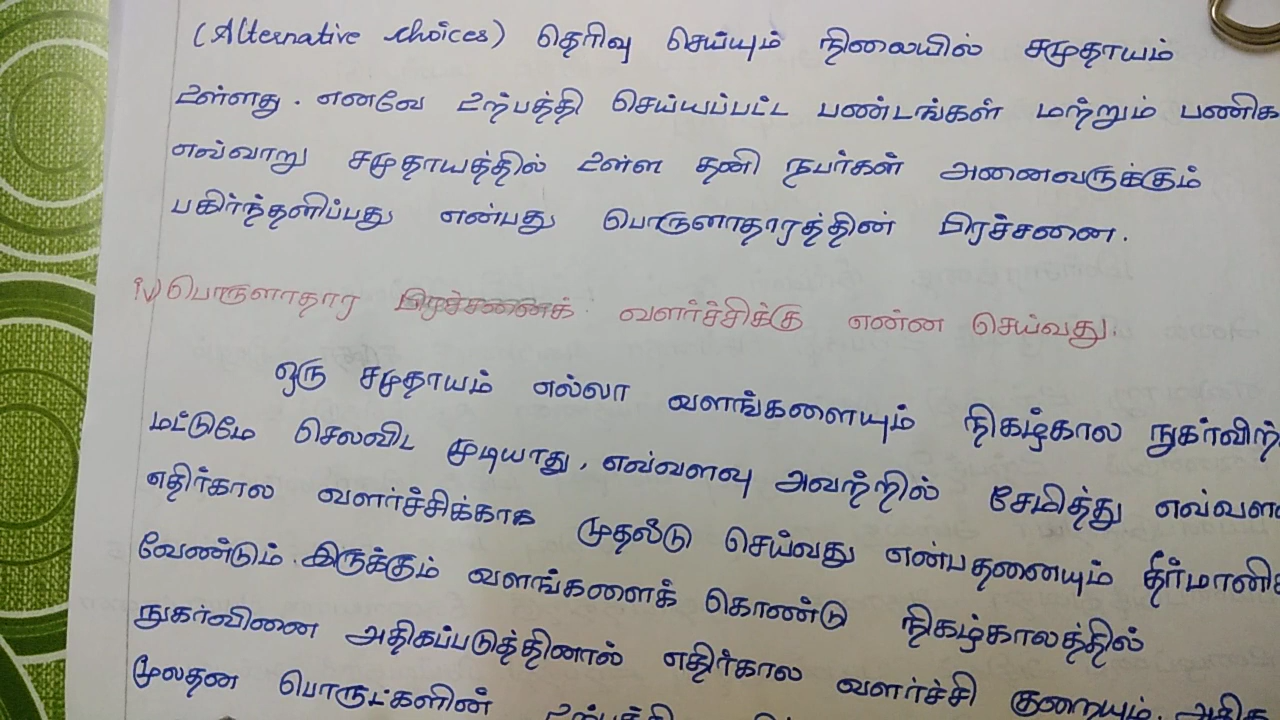 (Alternative choices) தெரிவு செய்யும் நிலையில் சமுதாயம்
உள்ளது. எனவே உற்பத்தி செய்யப்பட்ட பண்டங்கள் மற்றும் பணிக
எவ்வாறு சமுதாயத்தில் உள்ள தனி நபர்கள் அனைவருக்கும்
பகிர்ந்தளிப்பது என்பது பொருளாதாரத்தின் பிரச்சனை.
iv) பொருளாதார வளர்ச்சிக்கு என்ன செய்வது.
ஒரு சமுதாயம் எல்லா வளங்களையும் நிகழ்கால நுகர்விற்
மட்டுமே செலவிட முடியாது. எவ்வளவு அவற்றில் சேமித்து எவ்வள
எதிர்கால வளர்ச்சிக்காக முதலீடு செய்வது என்பதனையும் தீர்மானிக்
வேண்டும். இருக்கும் வளங்களைக் கொண்டு நிகழ்காலத்தில்
நுகர்வினை அதிகப்படுத்தினால் எதிர்கால வளர்ச்சி குறையும். அதிக
மூலதன பொருட்களின்